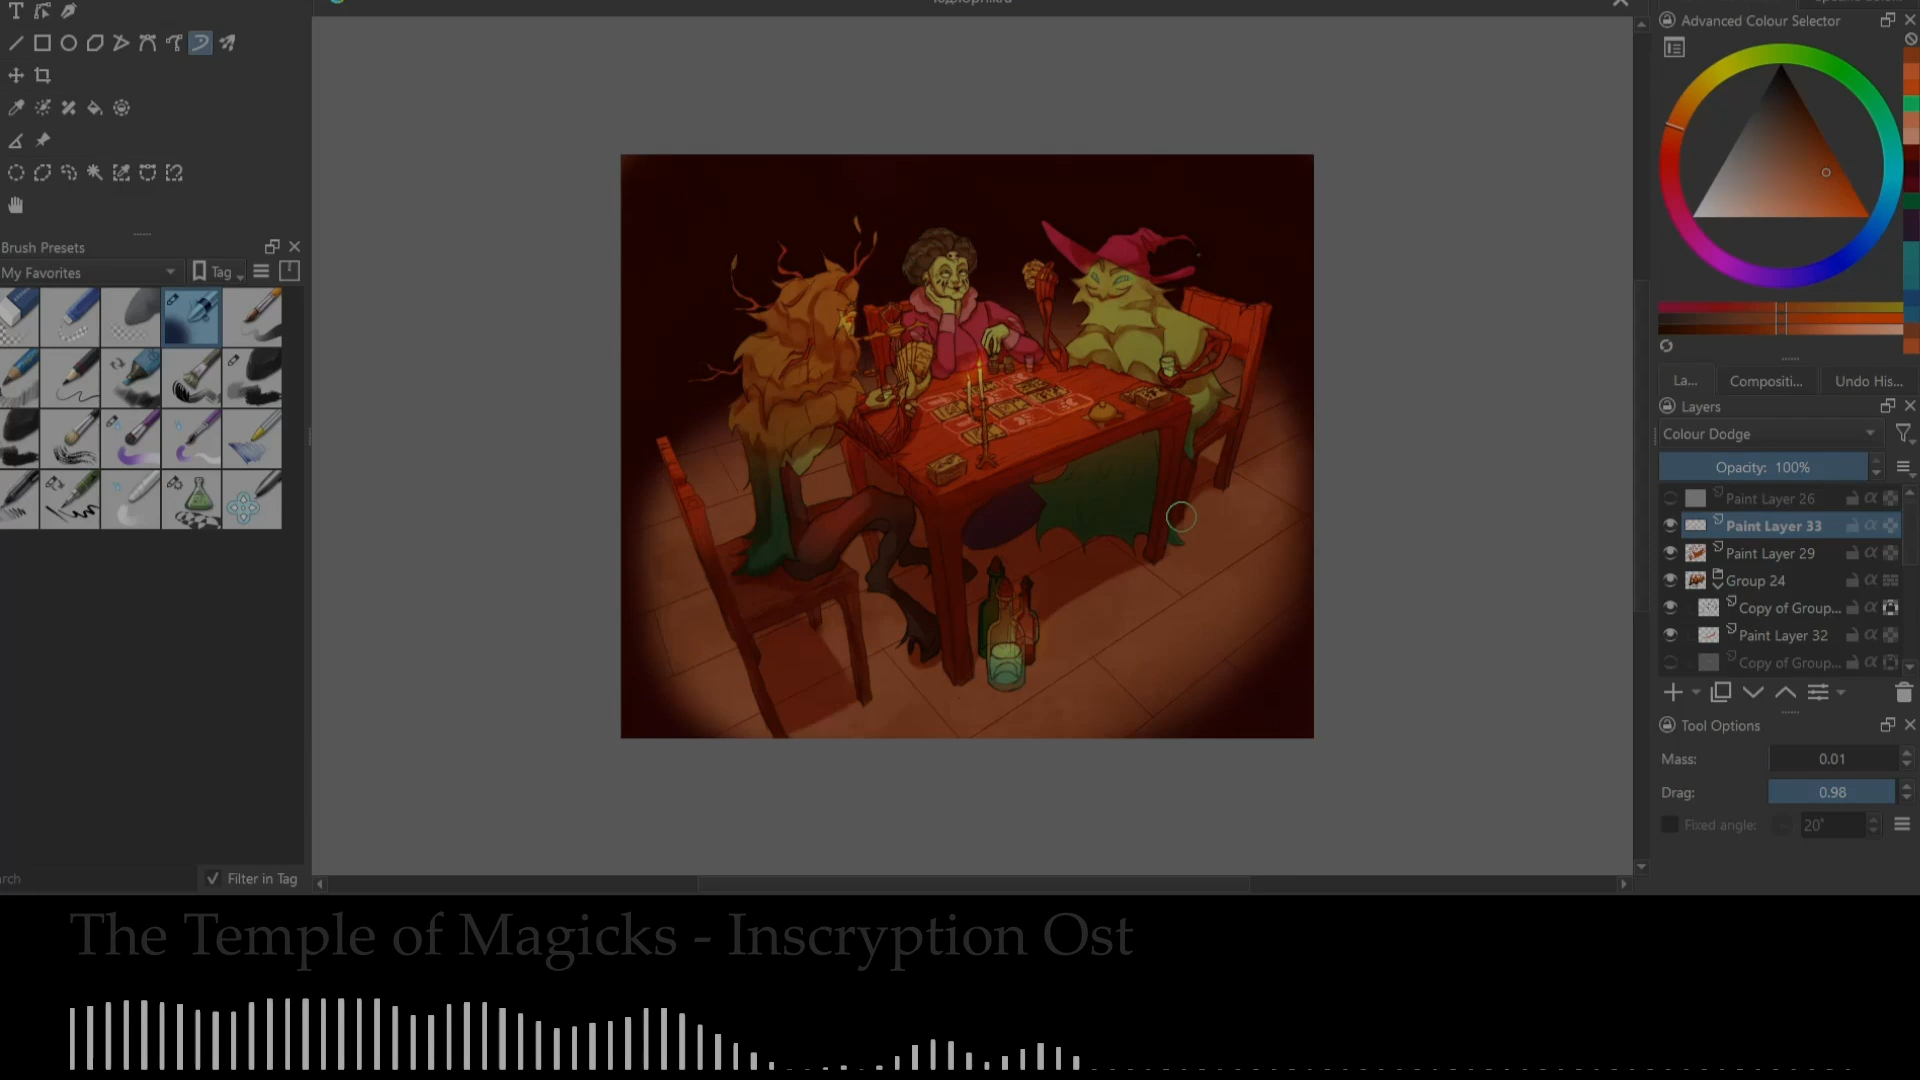 Advanced Colour Selector
Brush Presets
My Favorites
Tag
La...
Compositi...
Undo His...
Layers
Colour Dodge
Opacity: 100%
Paint Layer 26
Paint Layer 33
Paint Layer 29
Group 24
Copy of Group...
Paint Layer 32
Copy of Group...
Tool Options
Mass:
0.01
Drag:
0.98
Fixed angle:
20°
rch
Filter in Tag
The Temple of Magicks - Inscryption Ost